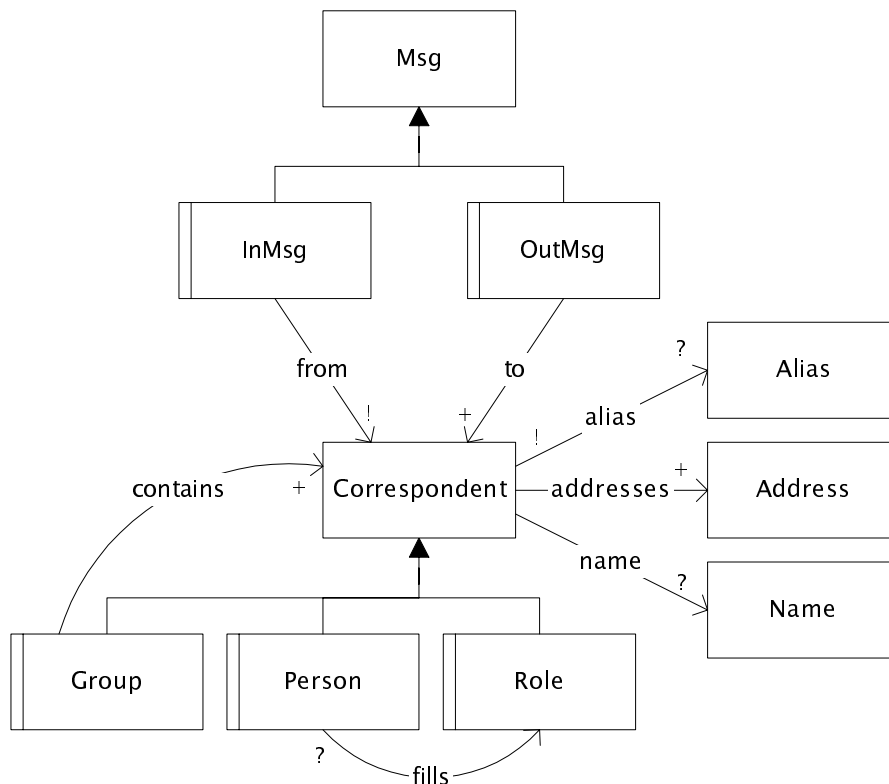 Msg
InMsg
OutMsg
from
to
?
Alias
!
+
!
alias
contains
+
Correspondent
addresses
+
Address
name
?
Name
Group
Person
Role
?
fills